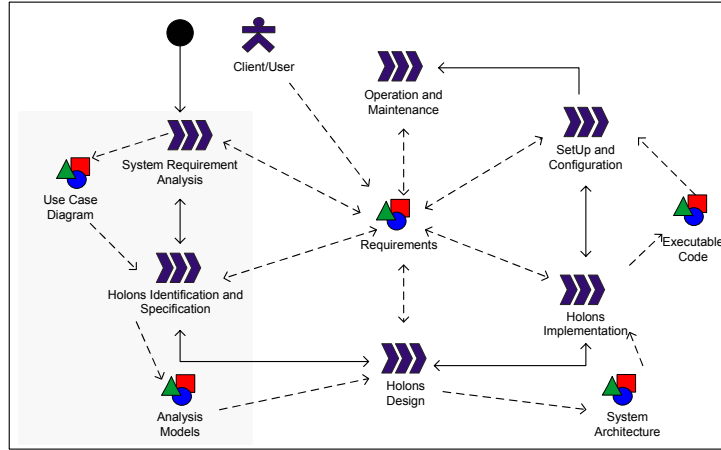 Client/User
Operation and
Maintenance
System Requirement
Analysis
SetUp and
Configuration
Use Case
Diagram
Requirements
Executable
Code
Holons Identification and
Specification
Holons
Implementation
Holons
Design
Analysis
Models
System
Architecture